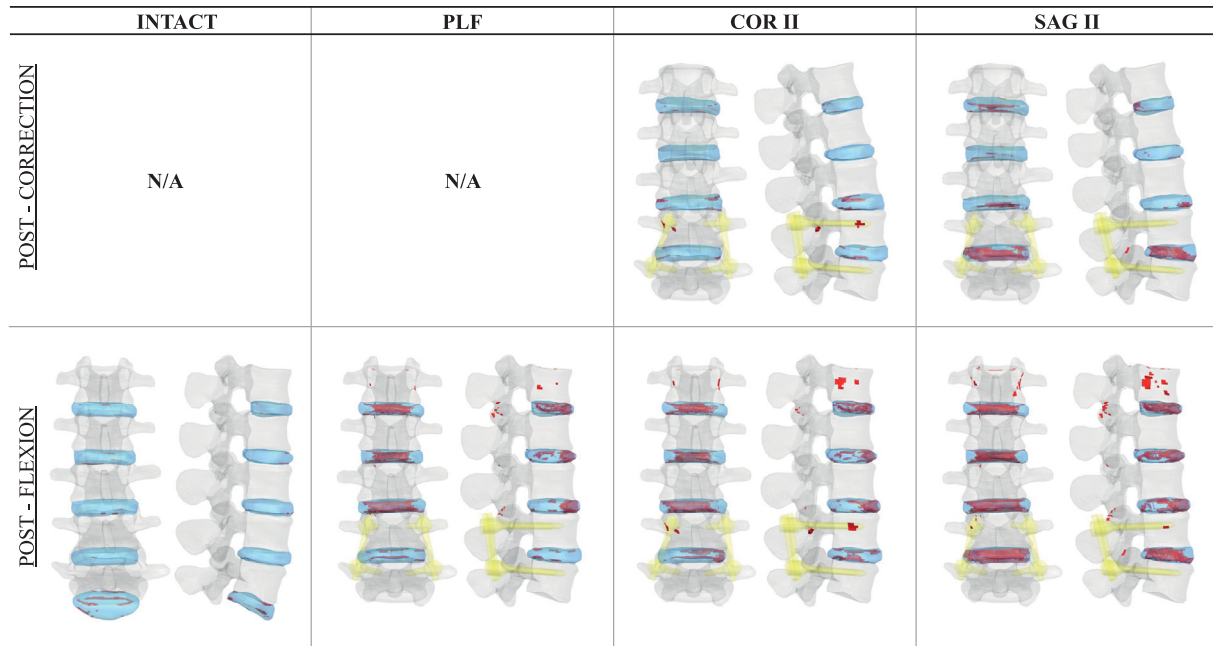 INTACT PLF COR II SAG II
POST - CORRECTION
N/A N/A
POST - FLEXION